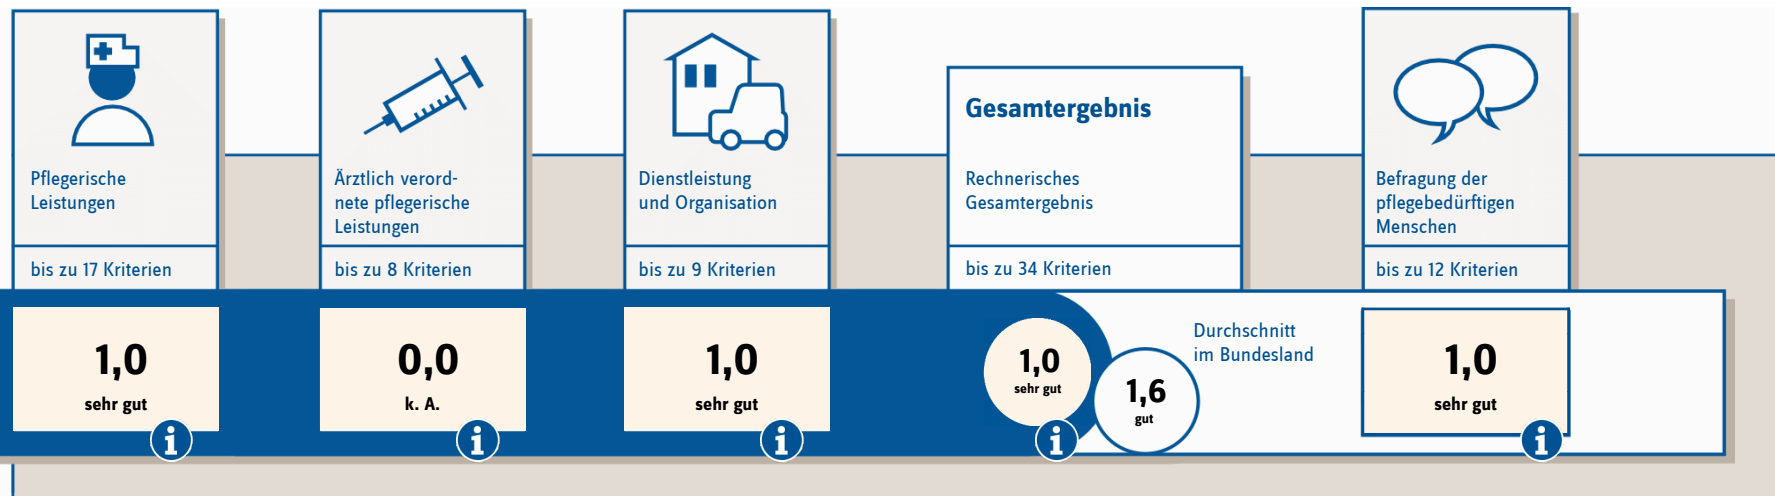 Pflegerische
Leistungen
bis zu 17 Kriterien
1,0
sehr gut
Ärztlich verord-
nete pflegerische
Leistungen
bis zu 8 Kriterien
0,0
k. A.
Dienstleistung
und Organisation
bis zu 9 Kriterien
1,0
sehr gut
Gesamtergebnis
Rechnerisches
Gesamtergebnis
bis zu 34 Kriterien
1,0
sehr gut
1,6
gut
Durchschnitt
im Bundesland
Befragung der
pflegebedürftigen
Menschen
bis zu 12 Kriterien
1,0
sehr gut